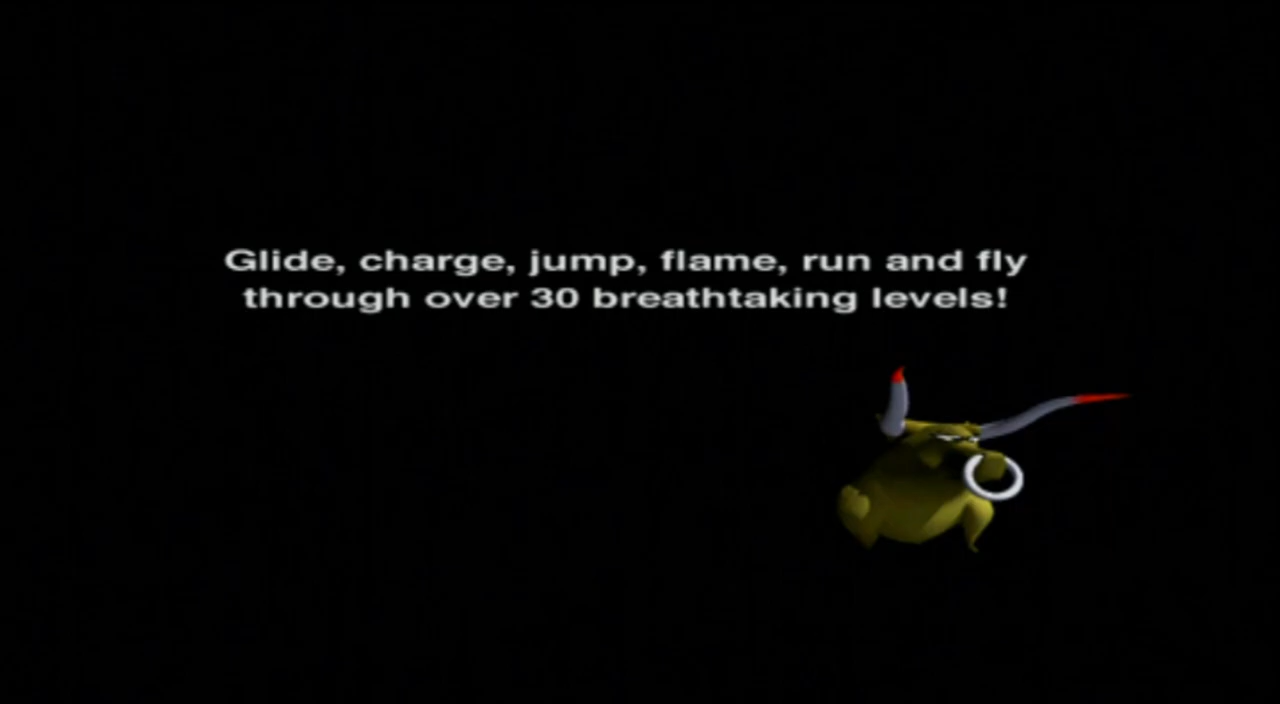 Glide, charge, jump, flame, run and fly
through over 30 breathtaking levels!